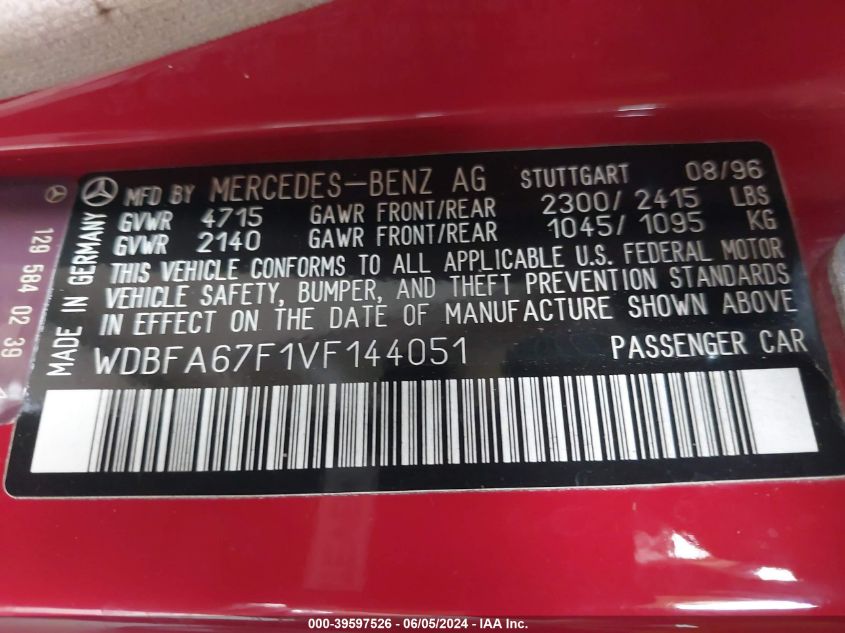 MFD BY MERCEDES-BENZ AG STUTTGART 08/96
GVWR 4715 GAWR FRONT/REAR 2300/2415 LBS
GVWR 2140 GAWR FRONT/REAR 1045/1095 KG
THIS VEHICLE CONFORMS TO ALL APPLICABLE U.S. FEDERAL MOTOR
VEHICLE SAFETY, BUMPER, AND THEFT PREVENTION STANDARDS
IN EFFECT ON THE DATE OF MANUFACTURE SHOWN ABOVE
WDBFA67F1VF144051 PASSENGER CAR
MADE IN GERMANY
129 584 02 39
000-39597526 - 06/05/2024 - IAA Inc.